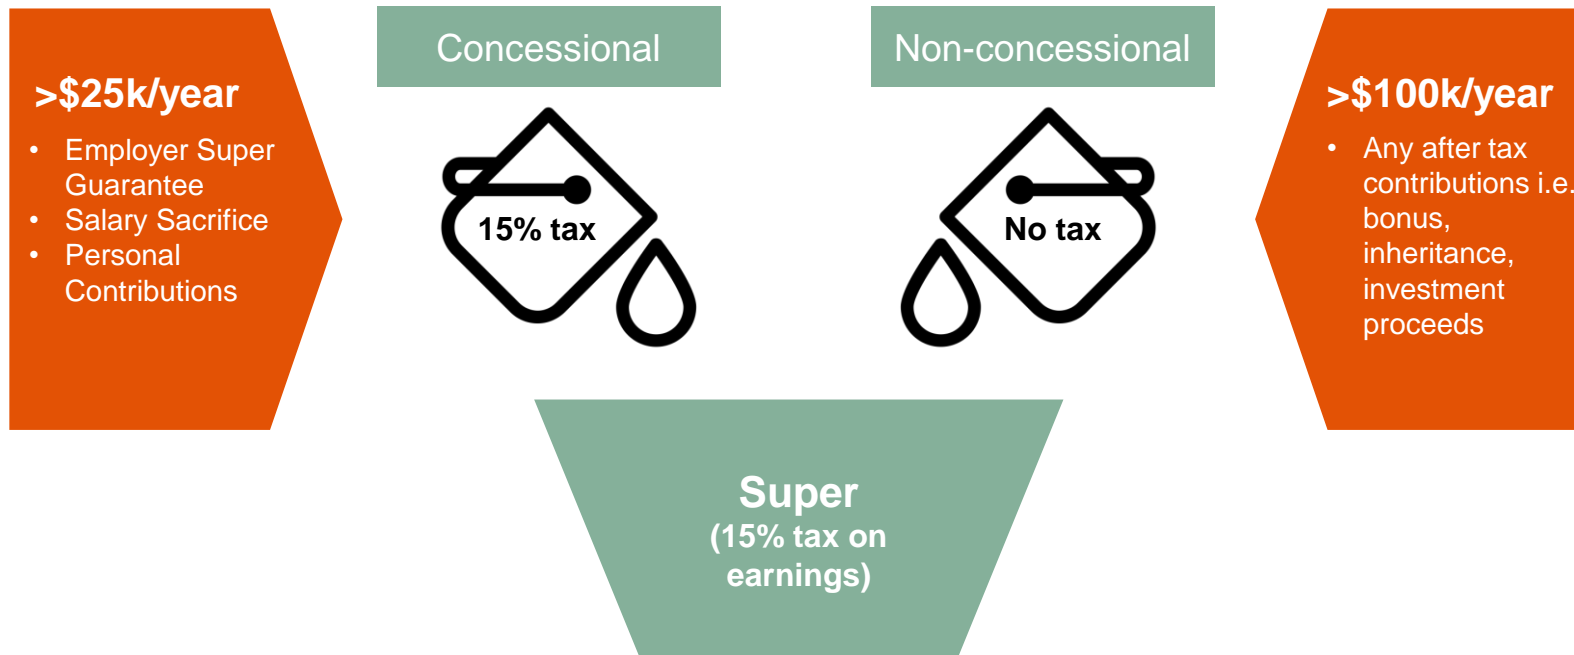 >$25k/year
• Employer Super
Guarantee
• Salary Sacrifice
• Personal
Contributions
Concessional
15% tax
Non-concessional
No tax
>$100k/year
• Any after tax
contributions i.e.
bonus,
inheritance,
investment
proceeds
Super
(15% tax on
earnings)